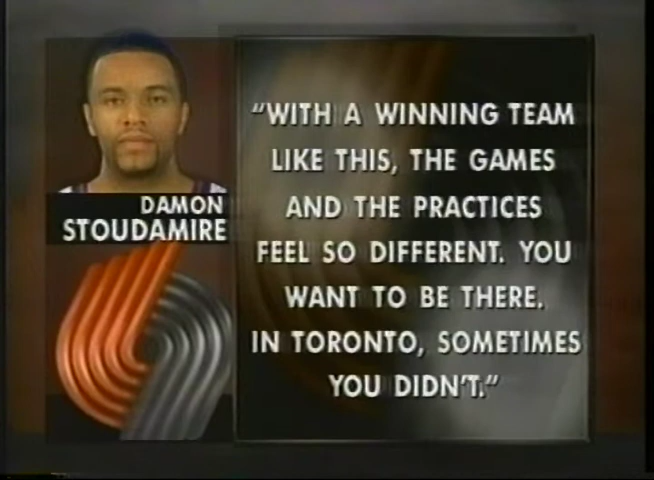 DAMON
STOUDAMIRE
“WITH A WINNING TEAM
LIKE THIS, THE GAMES
AND THE PRACTICES
FEEL SO DIFFERENT. YOU
WANT TO BE THERE.
IN TORONTO, SOMETIMES
YOU DIDN'T.“